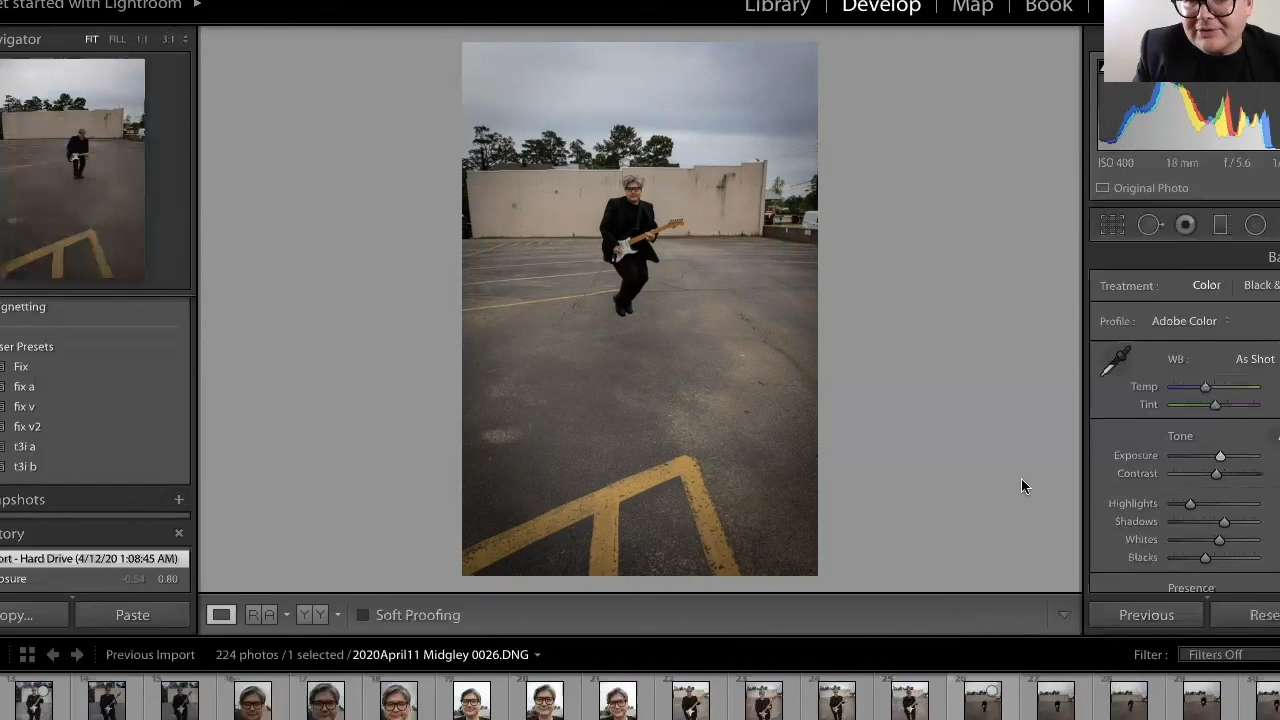 et started with Lightroom
Library | Develop | Map | Book |
vigator FIT FILL 1:1 3:1
ISO 400 18 mm f / 5.6 1/
Original Photo
Ba
Treatment : Color Black &
Profile : Adobe Color
WB : As Shot
Temp
Tint
Tone
Exposure
Contrast
Highlights
Shadows
Whites
Blacks
Presence
gnetting
ser Presets
Fix
fix a
fix v
fix v2
t3i a
t3i b
apshots +
tory
ort - Hard Drive (4/12/20 1:08:45 AM)
osure -0.54 0.80
opy... Paste
R A Y Y Soft Proofing
Previous Rese
Previous Import 224 photos / 1 selected / 2020April11 Midgley 0026.DNG
Filter : Filters Off